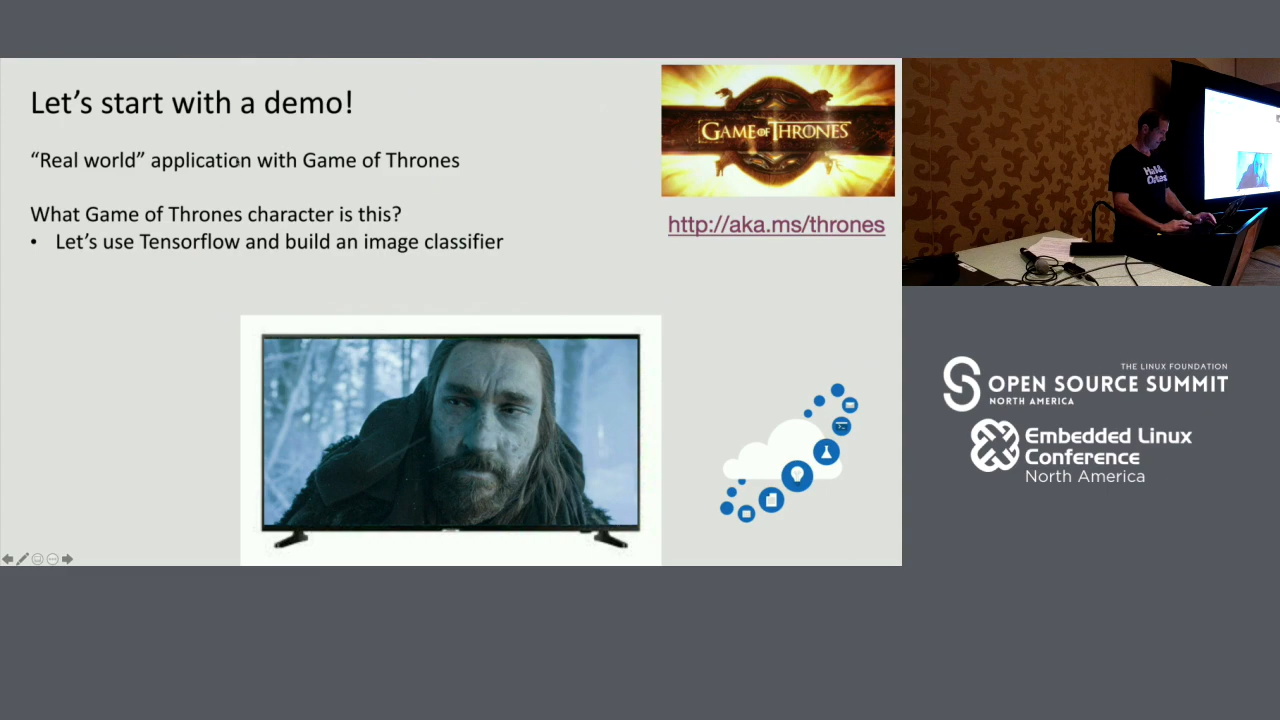 Let's start with a demo!
“Real world” application with Game of Thrones
What Game of Thrones character is this?
• Let's use Tensorflow and build an image classifier
GAME OF THRONES
http://aka.ms/thrones
THE LINUX FOUNDATION
OPEN SOURCE SUMMIT
NORTH AMERICA
Embedded Linux
Conference
North America